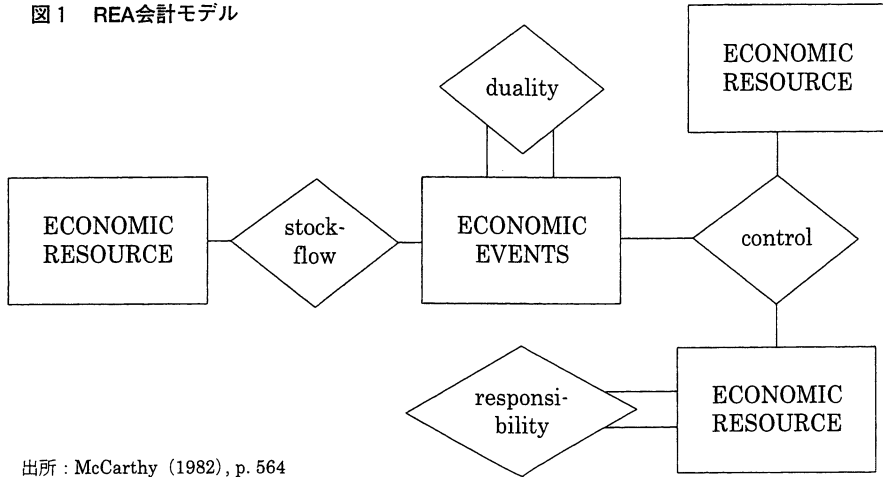 図1 REA会計モデル
duality
ECONOMIC
RESOURCE
ECONOMIC
RESOURCE
stock-
flow
ECONOMIC
EVENTS
control
responsi-
bility
ECONOMIC
RESOURCE
出所：McCarthy (1982), p. 564